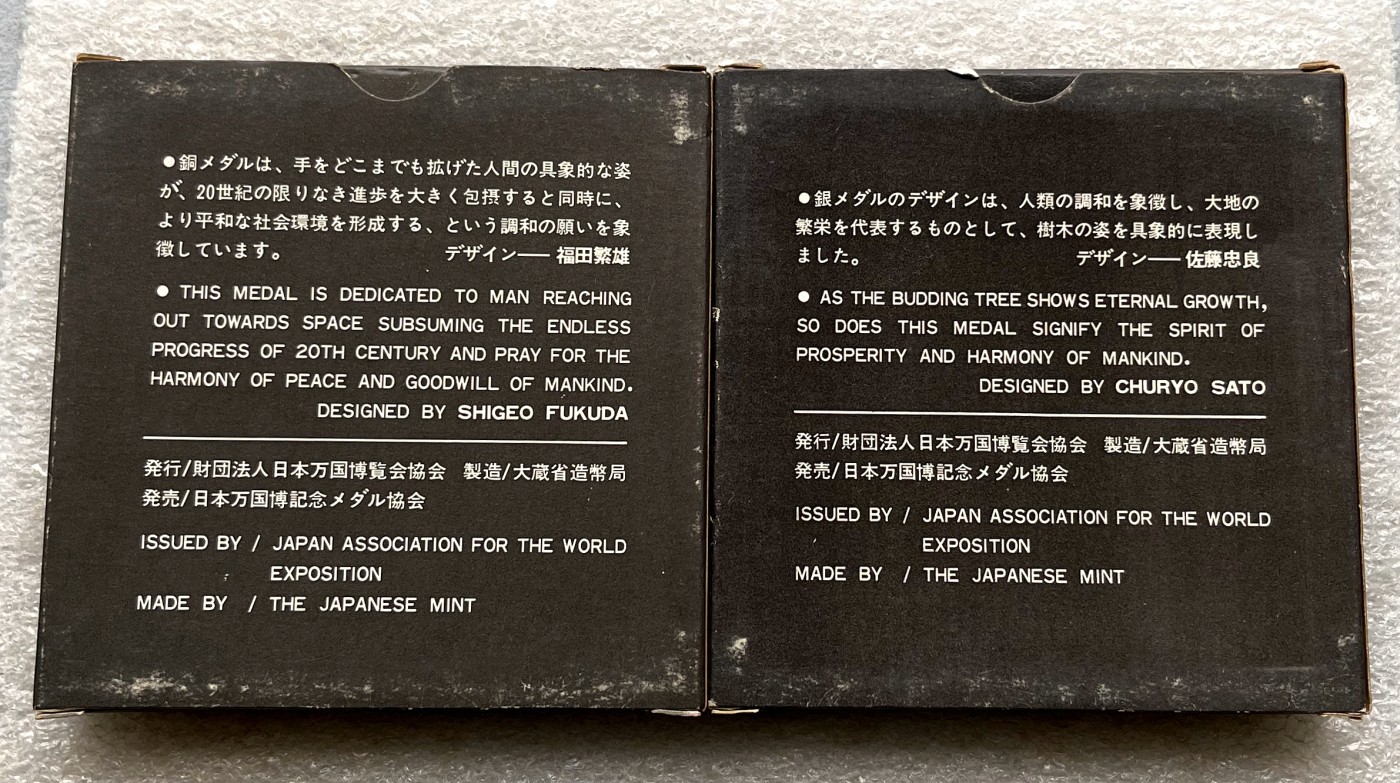 ●銅メダルは、手をどこまでも拡げた人間の具象的な姿
が、20世紀の限りなき進歩を大きく包摂すると同時に、
より平和な社会環境を形成する、という調和の願いを象
徴しています。 デザイン── 福田繁雄
● THIS MEDAL IS DEDICATED TO MAN REACHING
OUT TOWARDS SPACE SUBSUMING THE ENDLESS
PROGRESS OF 20TH CENTURY AND PRAY FOR THE
HARMONY OF PEACE AND GOODWILL OF MANKIND.
DESIGNED BY SHIGEO FUKUDA
発行/財団法人日本万国博覧会協会 製造/大蔵省造幣局
発売/日本万国博記念メダル協会
ISSUED BY / JAPAN ASSOCIATION FOR THE WORLD
EXPOSITION
MADE BY / THE JAPANESE MINT
●銀メダルのデザインは、人類の調和を象徴し、大地の
繁栄を代表するものとして、樹木の姿を具象的に表現し
ました。 デザイン── 佐藤忠良
● AS THE BUDDING TREE SHOWS ETERNAL GROWTH,
SO DOES THIS MEDAL SIGNIFY THE SPIRIT OF
PROSPERITY AND HARMONY OF MANKIND.
DESIGNED BY CHURYO SATO
発行/財団法人日本万国博覧会協会 製造/大蔵省造幣局
発売/日本万国博記念メダル協会
ISSUED BY / JAPAN ASSOCIATION FOR THE WORLD
EXPOSITION
MADE BY / THE JAPANESE MINT